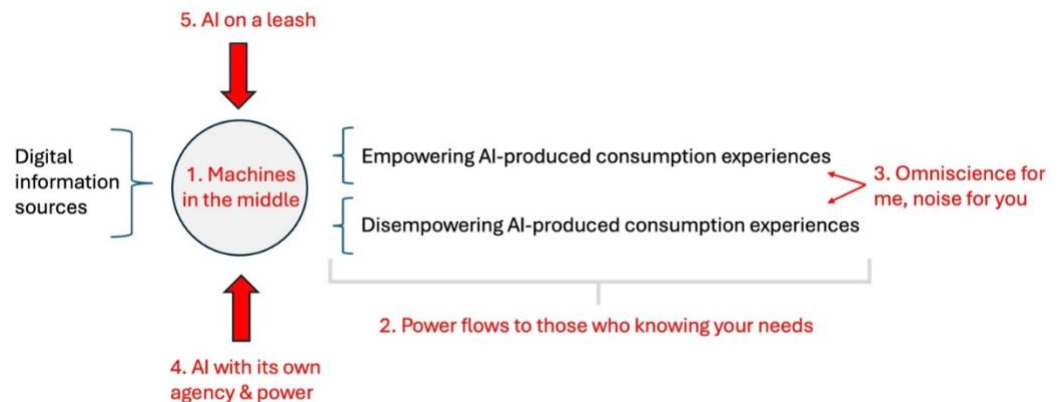 5. AI on a leash
Digital
information
sources
1. Machines
in the middle
Empowering AI-produced consumption experiences
Disempowering AI-produced consumption experiences
3. Omniscience for
me, noise for you
2. Power flows to those who knowing your needs
4. AI with its own
agency & power